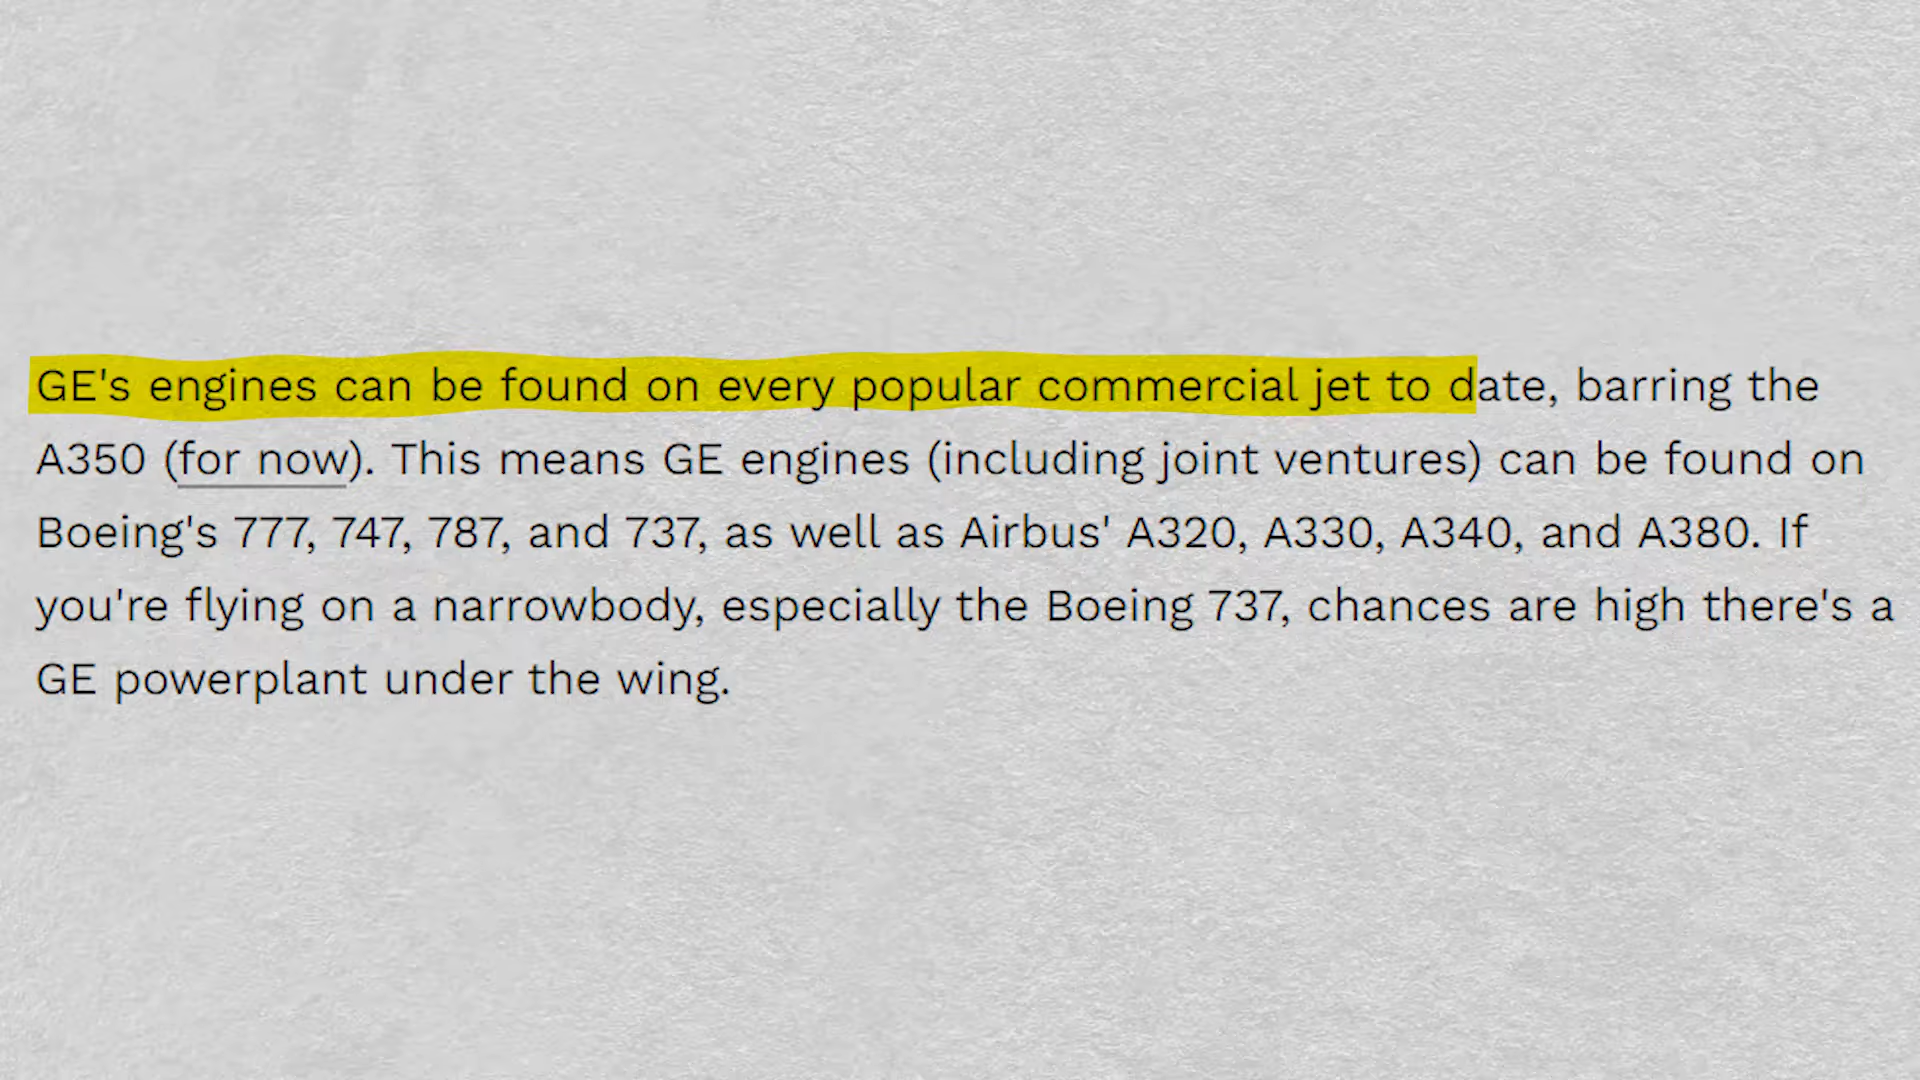 GE's engines can be found on every popular commercial jet to date, barring the
A350 (for now). This means GE engines (including joint ventures) can be found on
Boeing's 777, 747, 787, and 737, as well as Airbus' A320, A330, A340, and A380. If
you're flying on a narrowbody, especially the Boeing 737, chances are high there's a
GE powerplant under the wing.